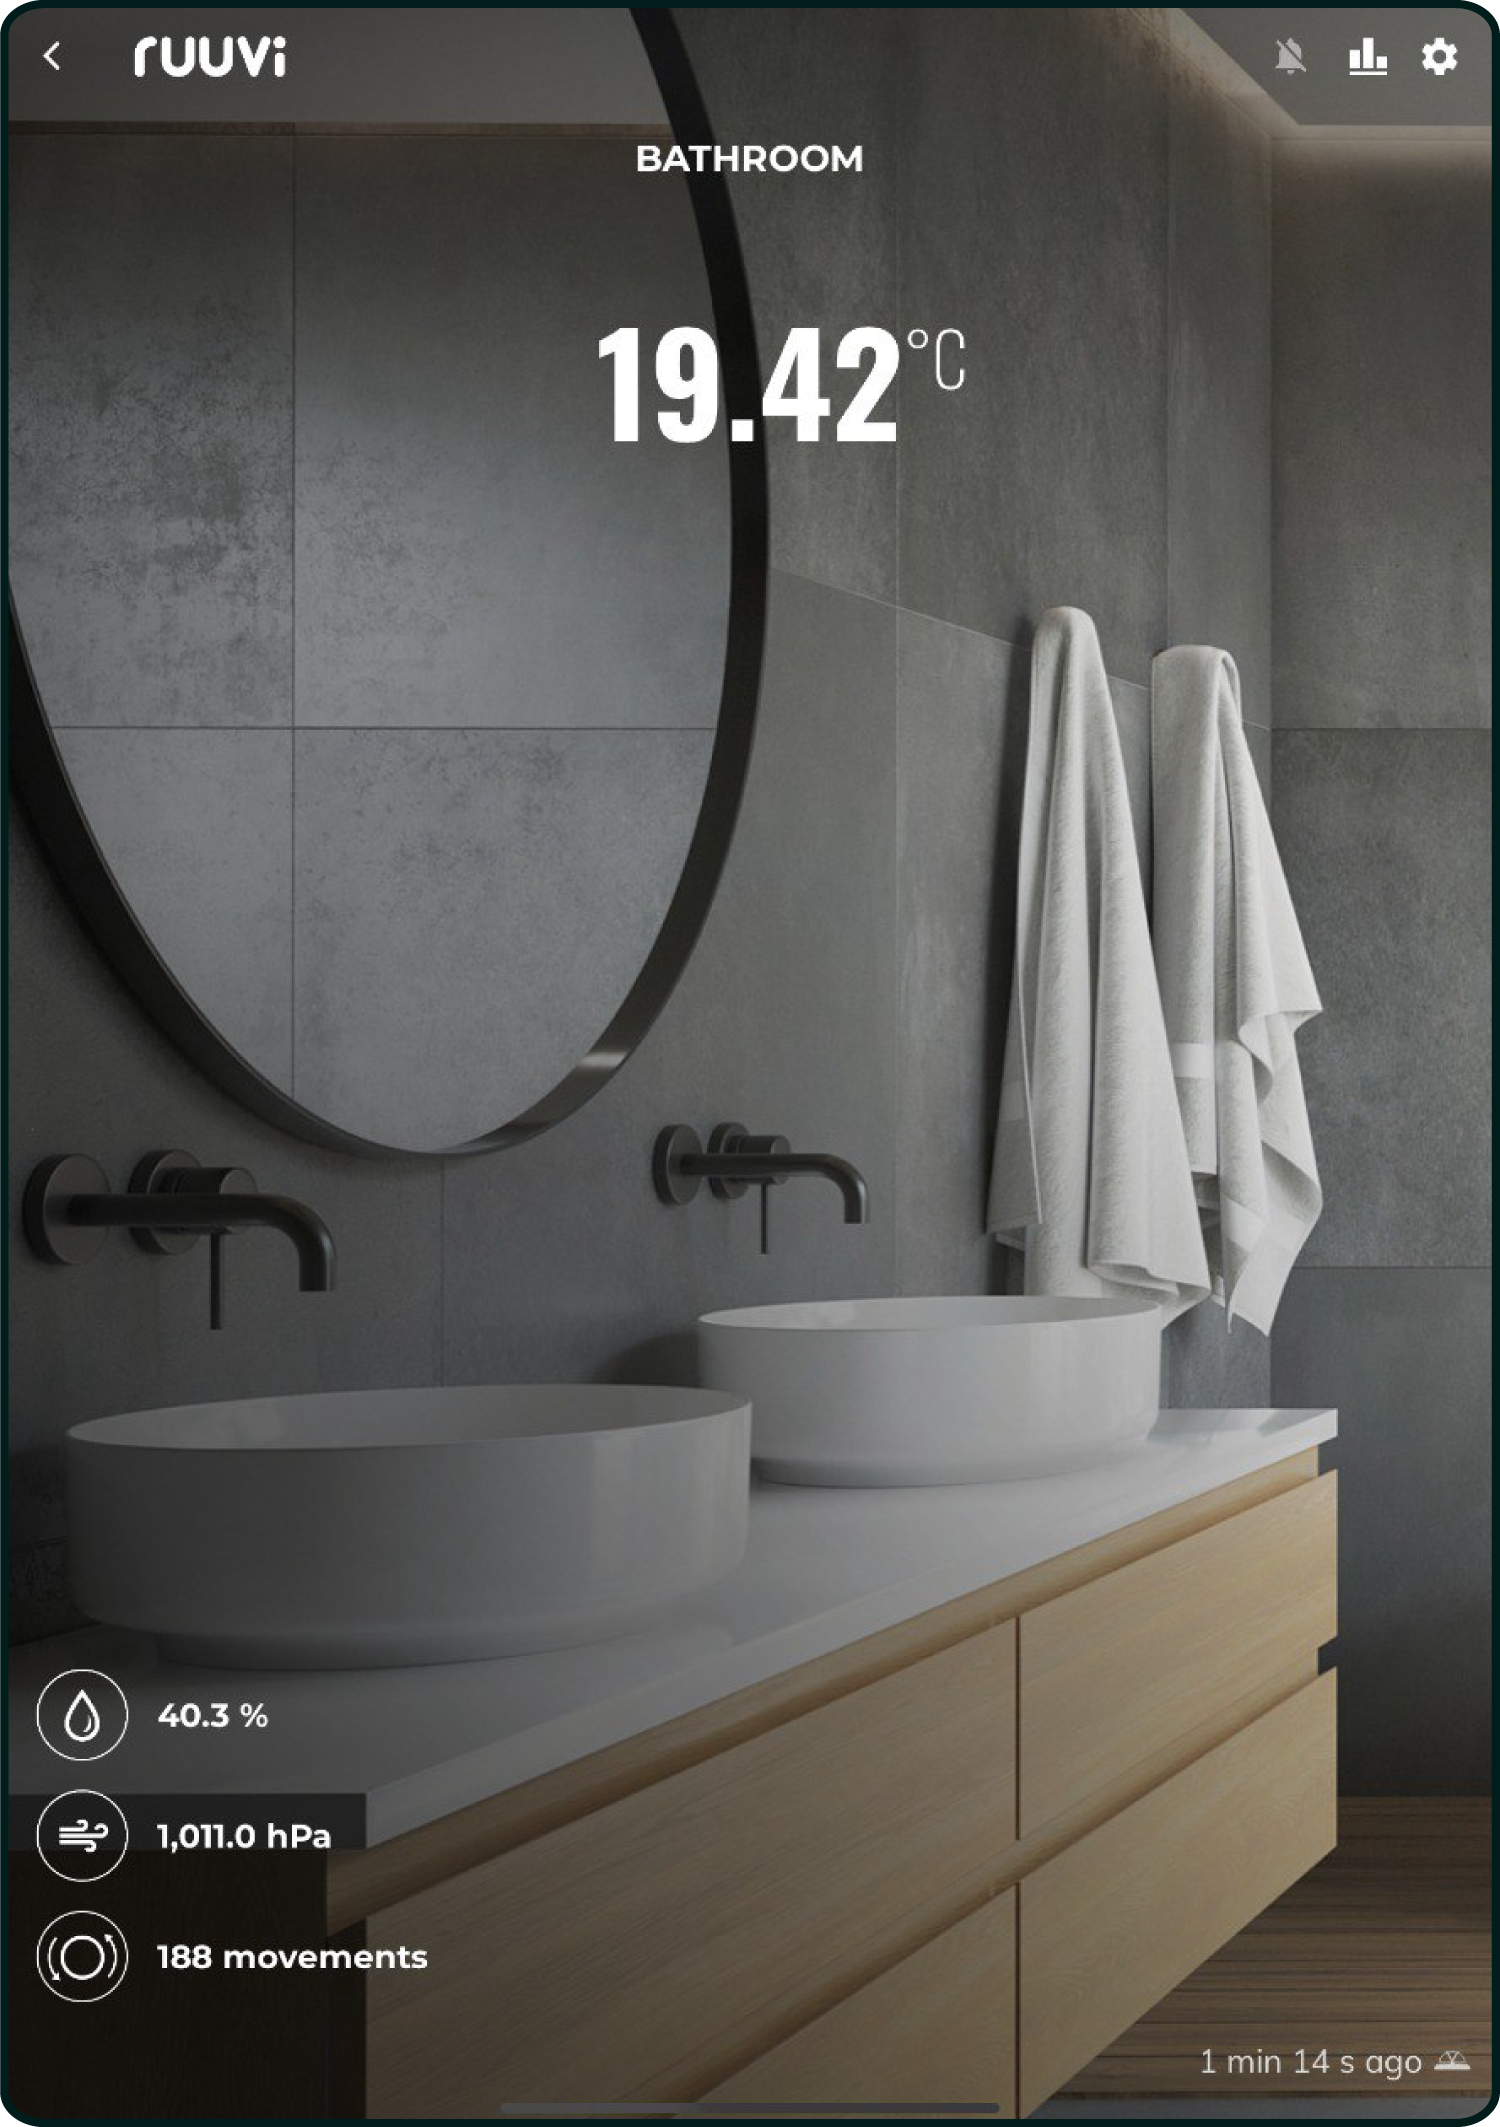 ruuvi
BATHROOM
19.42°C
40.3 %
1,011.0 hPa
188 movements
1 min 14 s ago